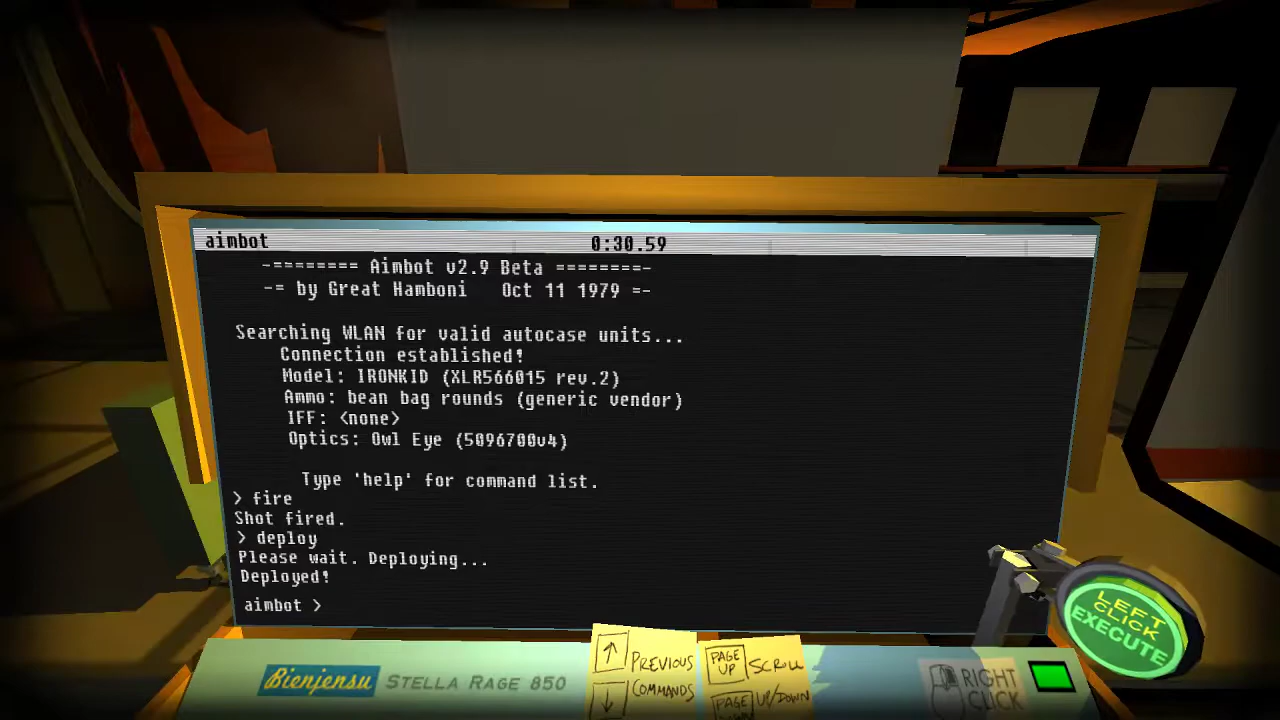 aimbot 0:30.59
-======== Aimbot v2.9 Beta ========-
-= by Great Hamboni Oct 11 1979 =-
Searching WLAN for valid autocase units...
Connection established!
Model: IRONKID (XLR566015 rev.2)
Ammo: bean bag rounds (generic vendor)
IFF: <none>
Optics: Owl Eye (5096700v4)
Type 'help' for command list.
> fire
Shot fired.
> deploy
Please wait. Deploying...
Deployed!
aimbot >
LEFT
CLICK
EXECUTE
Bienjensu STELLA RAGE 850
↑ PREVIOUS
↓ COMMANDS
PAGE
UP SCROLL
PAGE
DOWN UP/DOWN
RIGHT
CLICK